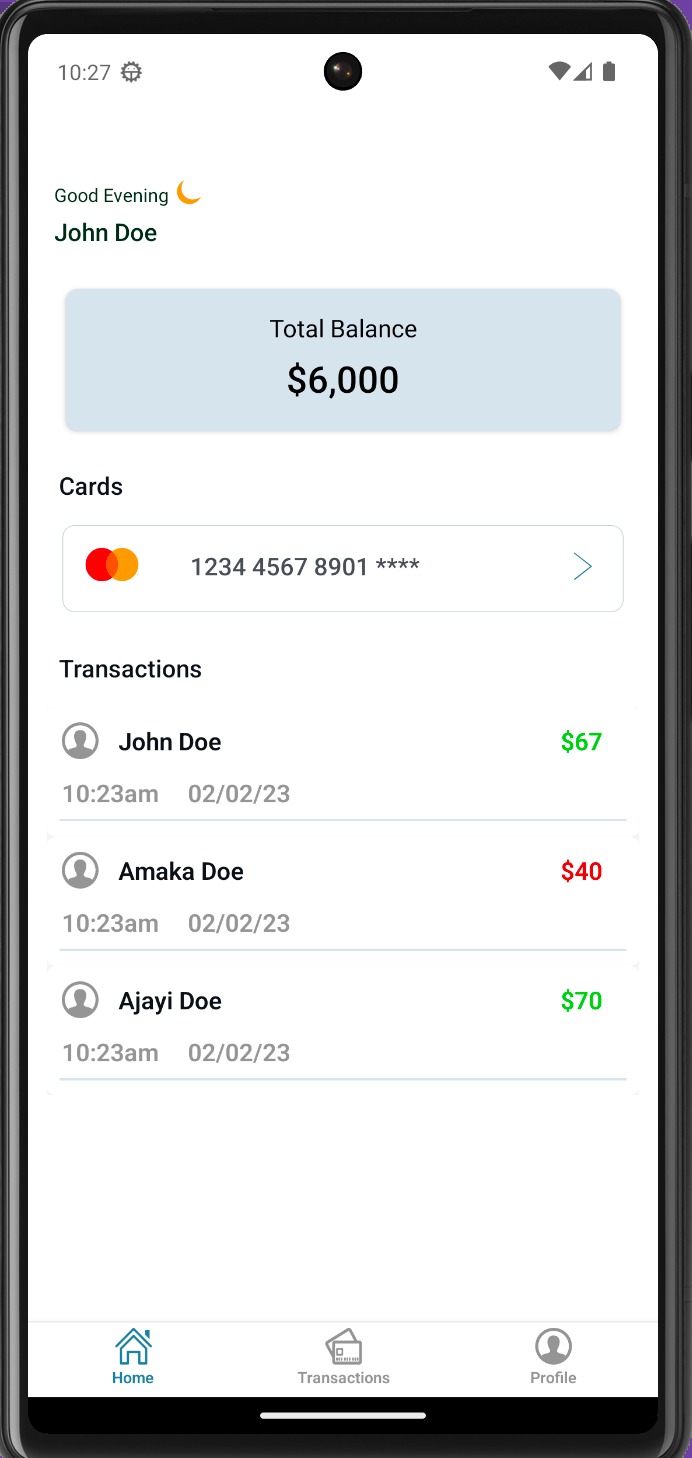 10:27
Good Evening
John Doe
Total Balance
$6,000
Cards
1234 4567 8901 ****
Transactions
John Doe $67
10:23am 02/02/23
Amaka Doe $40
10:23am 02/02/23
Ajayi Doe $70
10:23am 02/02/23
Home Transactions Profile